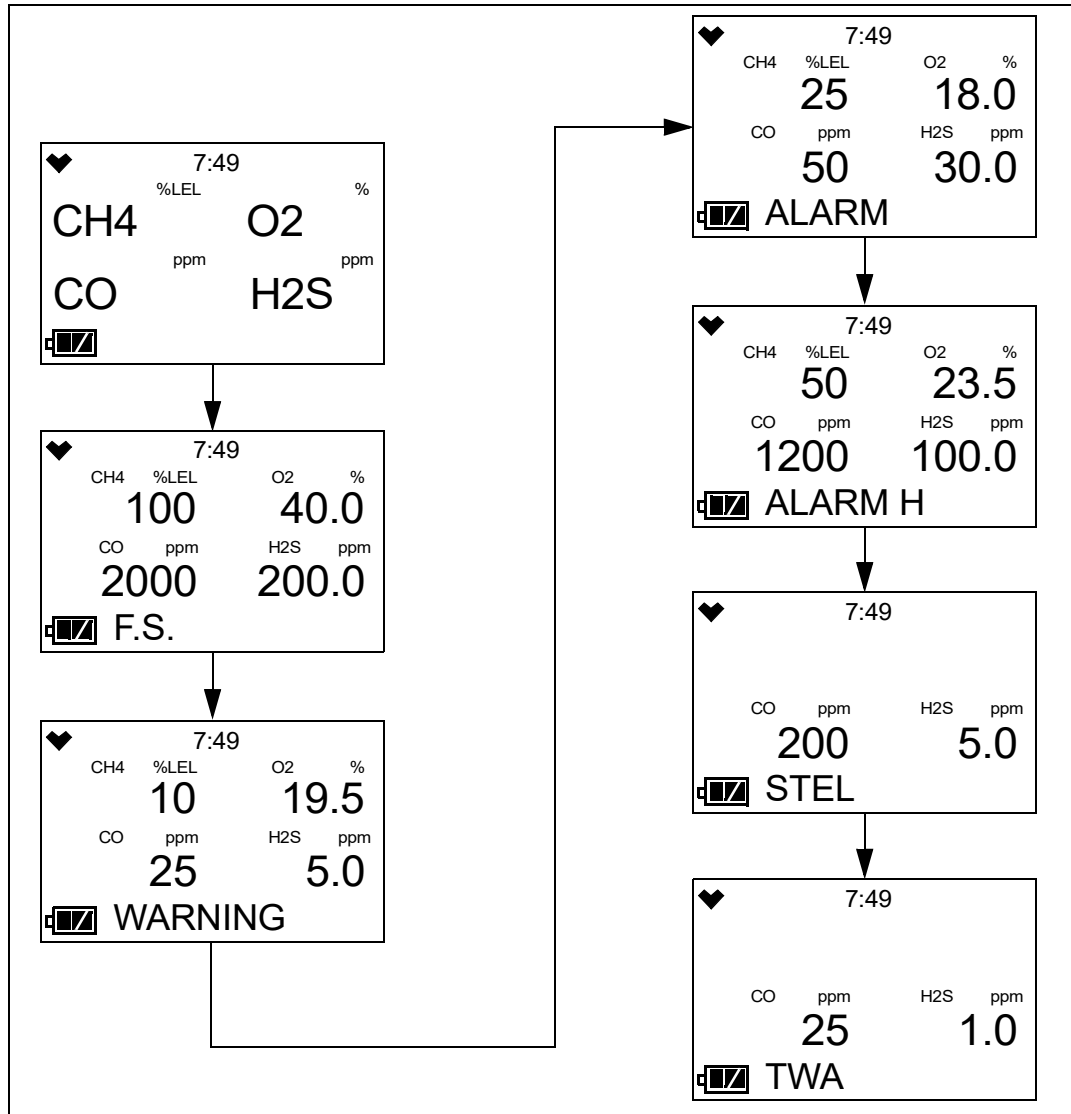 7:49
%LEL %
CH4 O2
ppm ppm
CO H2S
7:49
CH4 %LEL O2 %
100 40.0
CO ppm H2S ppm
2000 200.0
F.S.
7:49
CH4 %LEL O2 %
10 19.5
CO ppm H2S ppm
25 5.0
WARNING
7:49
CH4 %LEL O2 %
25 18.0
CO ppm H2S ppm
50 30.0
ALARM
7:49
CH4 %LEL O2 %
50 23.5
CO ppm H2S ppm
1200 100.0
ALARM H
7:49
CO ppm H2S ppm
200 5.0
STEL
7:49
CO ppm H2S ppm
25 1.0
TWA